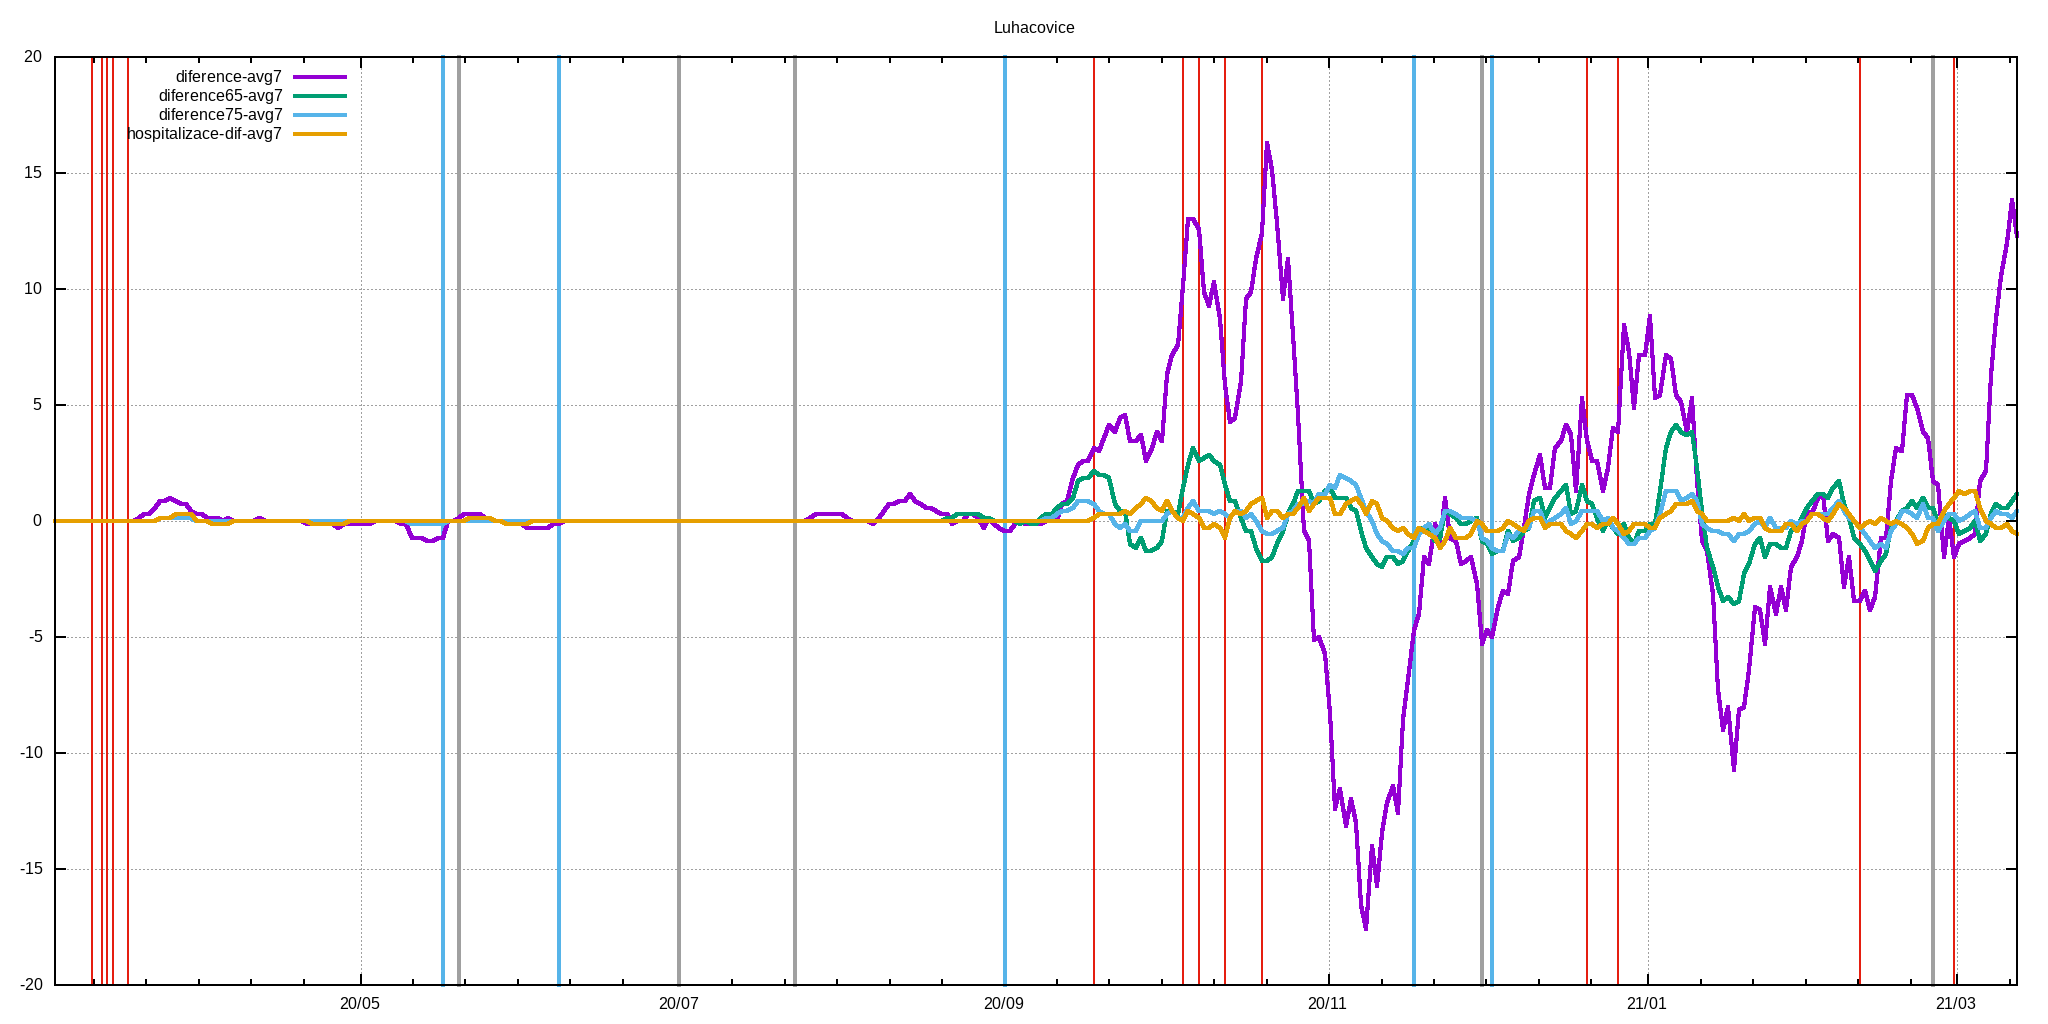 Luhacovice
diference-avg7
diference65-avg7
diference75-avg7
hospitalizace-dif-avg7
20
15
10
5
0
-5
-10
-15
-20
20/05 20/07 20/09 20/11 21/01 21/03